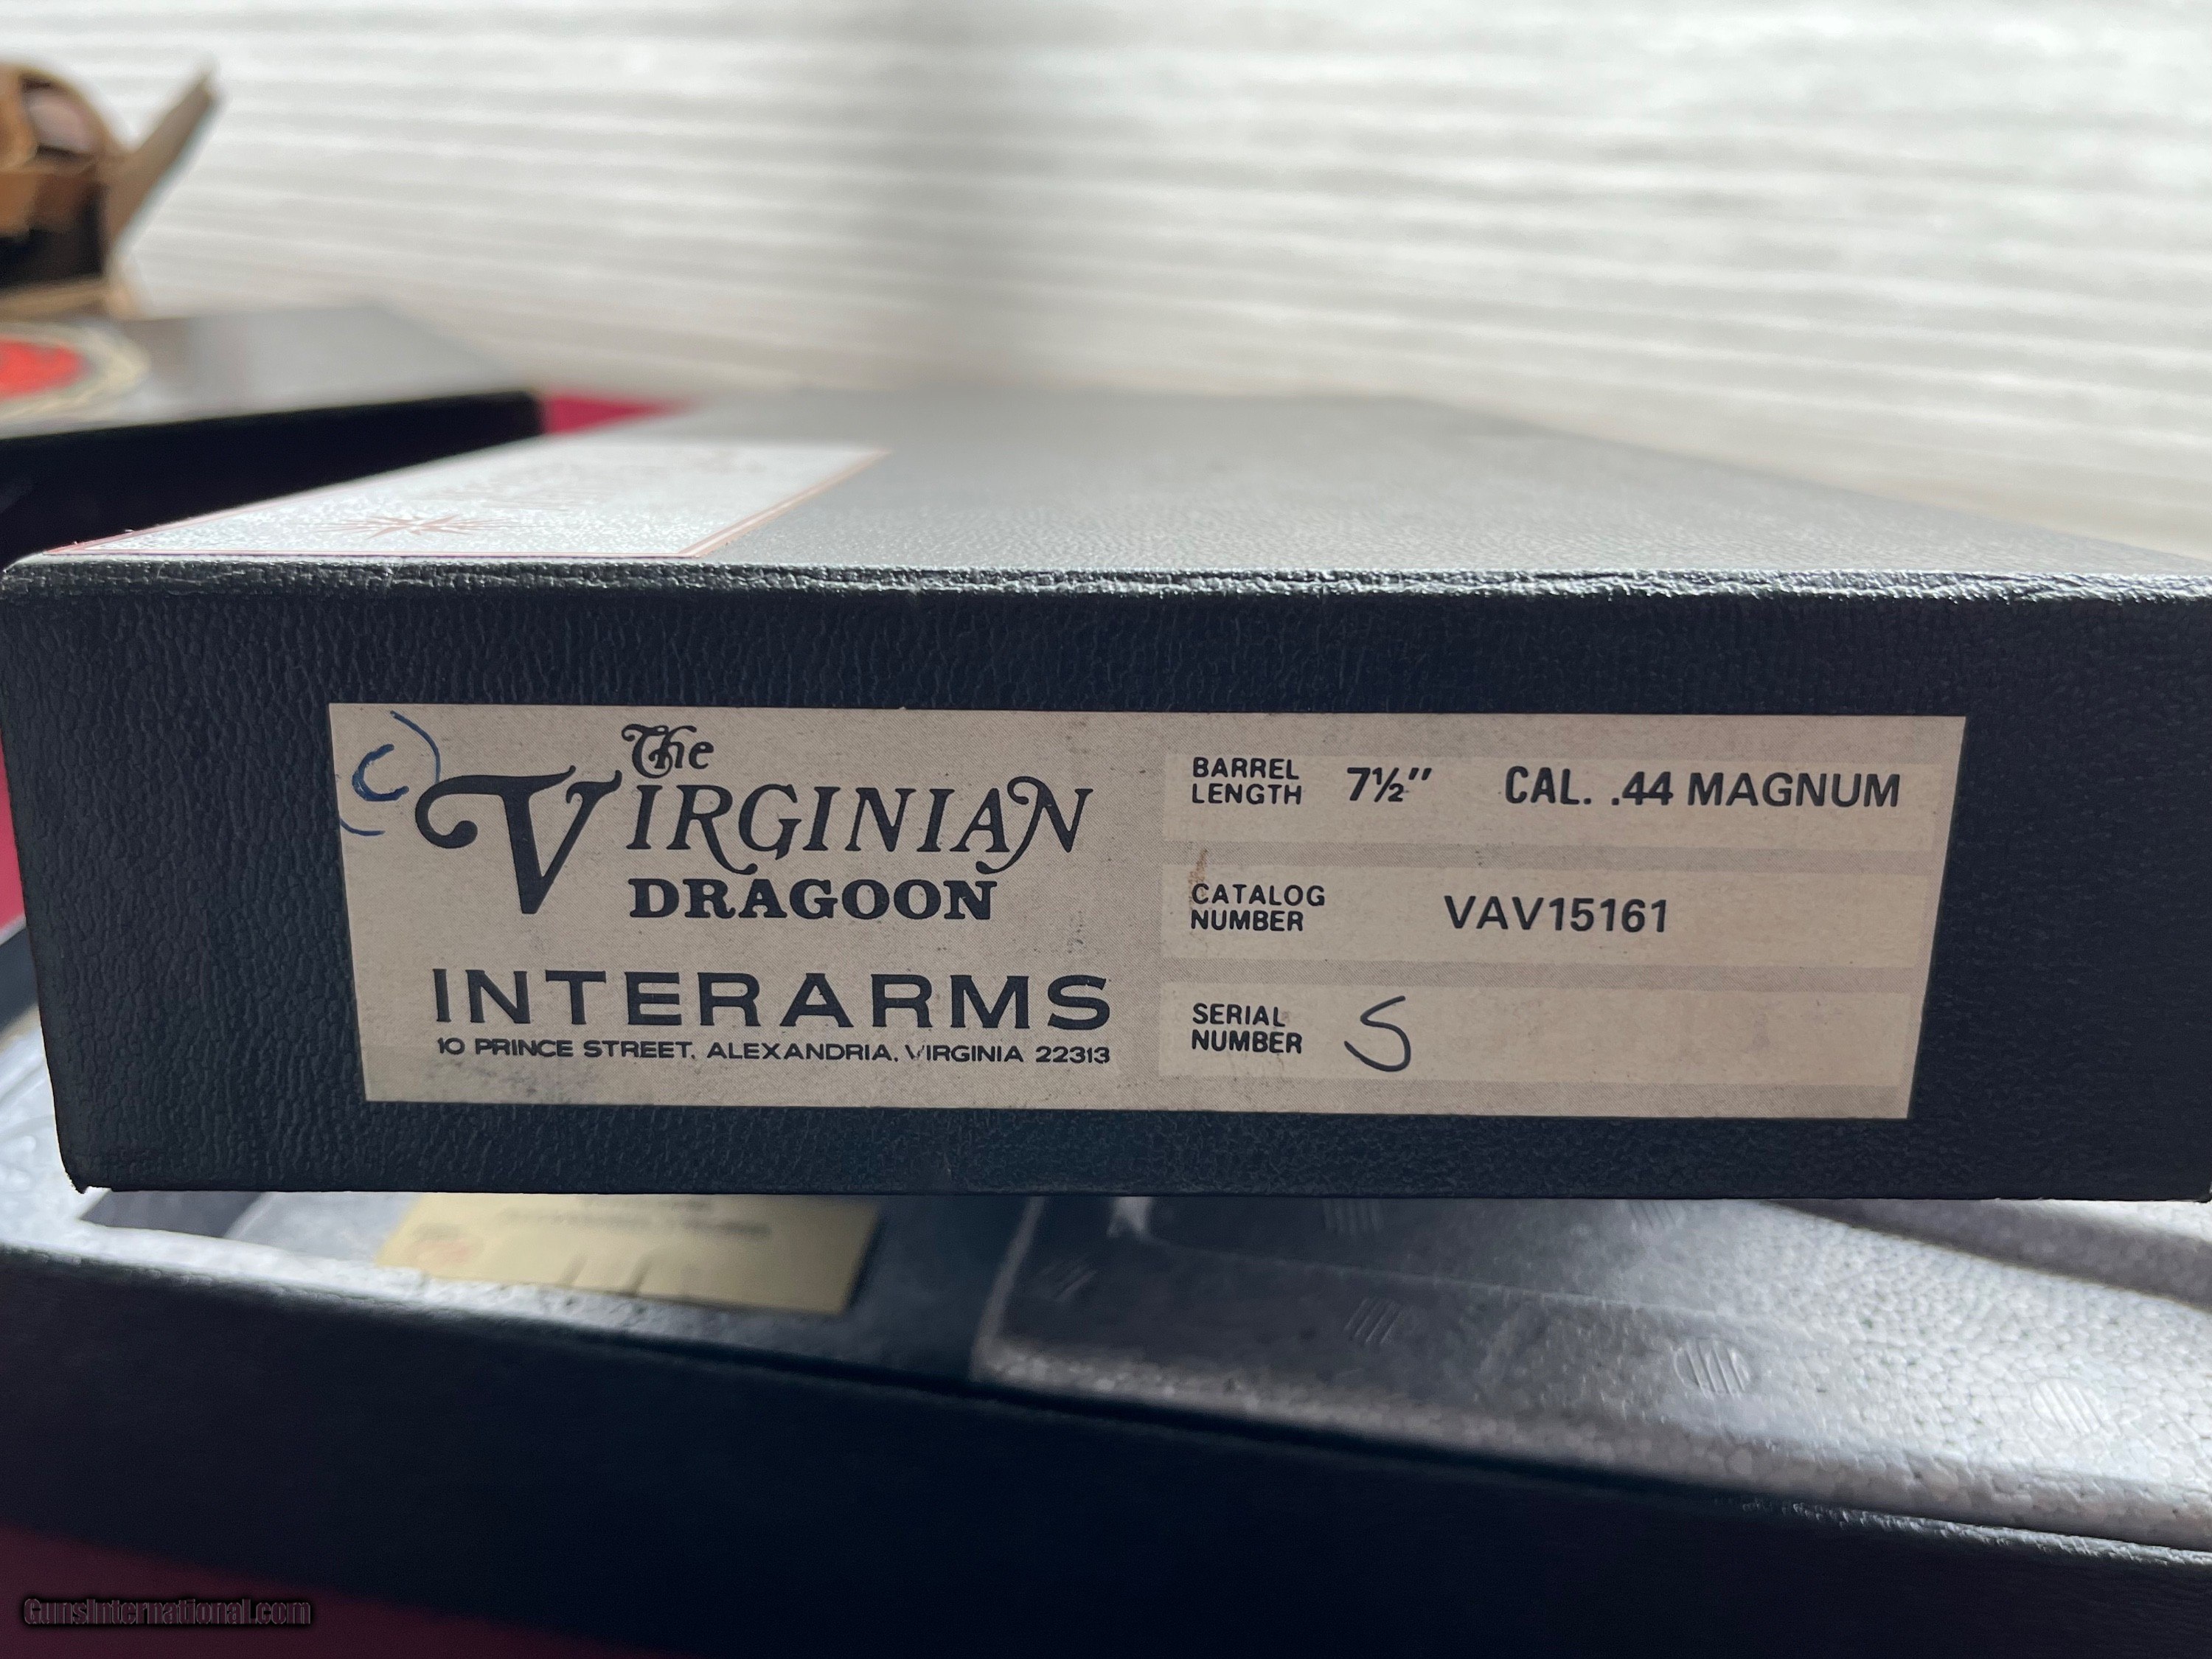 C
The
VIRGINIAN
DRAGOON
INTERARMS
10 PRINCE STREET, ALEXANDRIA, VIRGINIA 22313
BARREL
LENGTH 7½" CAL. .44 MAGNUM
CATALOG
NUMBER VAV15161
SERIAL
NUMBER S
GunsInternational.com